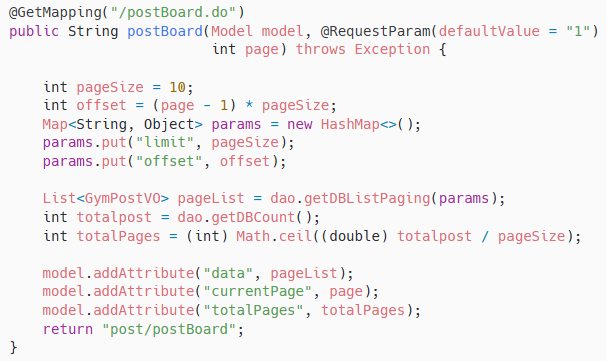 @GetMapping("/postBoard.do")
public String postBoard(Model model, @RequestParam(defaultValue = "1")
                        int page) throws Exception {

    int pageSize = 10;
    int offset = (page - 1) * pageSize;
    Map<String, Object> params = new HashMap<>();
    params.put("limit", pageSize);
    params.put("offset", offset);

    List<GymPostVO> pageList = dao.getDBListPaging(params);
    int totalpost = dao.getDBCount();
    int totalPages = (int) Math.ceil((double) totalpost / pageSize);

    model.addAttribute("data", pageList);
    model.addAttribute("currentPage", page);
    model.addAttribute("totalPages", totalPages);
    return "post/postBoard";
}